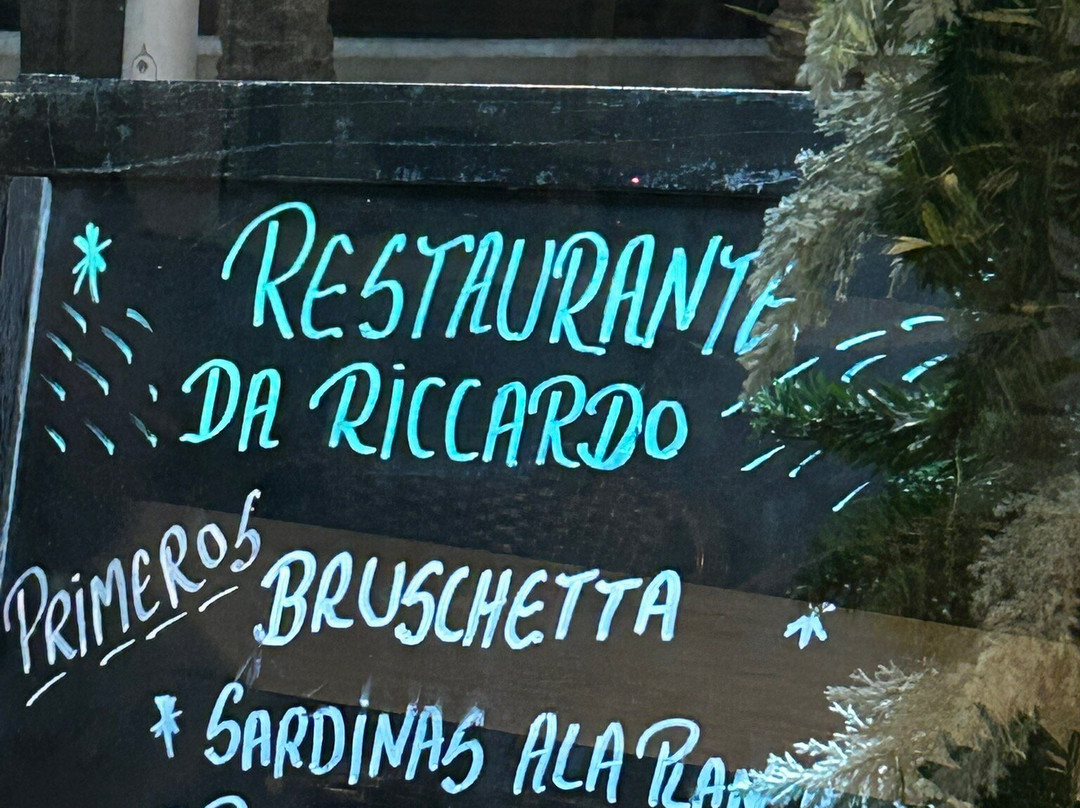 RESTAURANTE
DA RiCCARDO
PRiMEROS
BRUSCHETTA
* SARDiNAS ALA